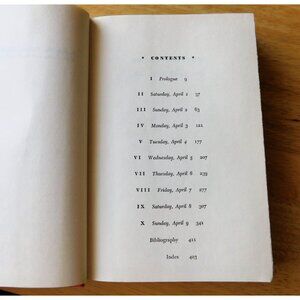 • CONTENTS •
I Prologue 9
II Saturday, April 1 37
III Sunday, April 2 63
IV Monday, April 3 121
V Tuesday, April 4 177
VI Wednesday, April 5 207
VII Thursday, April 6 239
VIII Friday, April 7 277
IX Saturday, April 8 307
X Sunday, April 9 341
Bibliography 411
Index 423